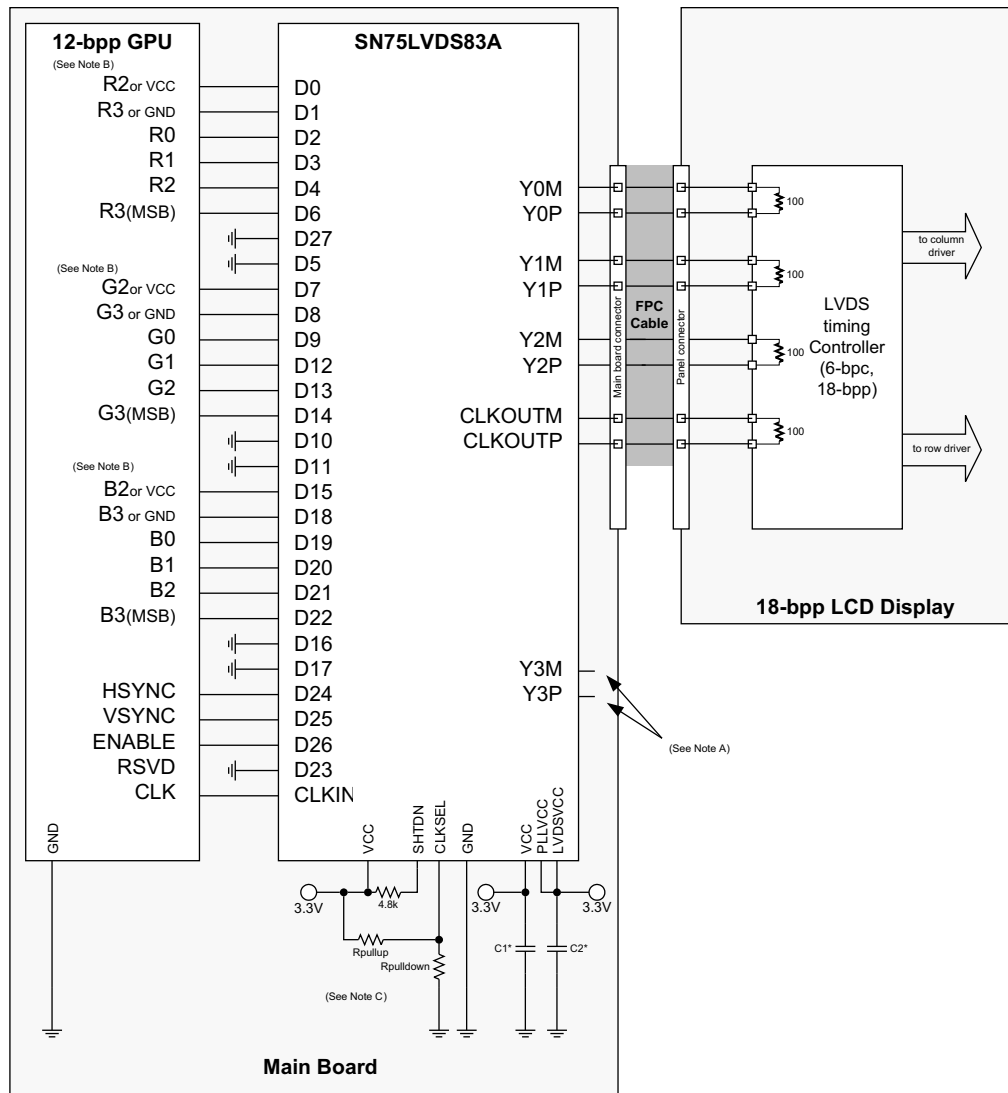 12-bpp GPU
(See Note B)
R2 or VCC
R3 or GND
R0
R1
R2
R3(MSB)
(See Note B)
G2 or VCC
G3 or GND
G0
G1
G2
G3(MSB)
(See Note B)
B2 or VCC
B3 or GND
B0
B1
B2
B3(MSB)
HSYNC
VSYNC
ENABLE
RSVD
CLK
GND
SN75LVDS83A
D0
D1
D2
D3
D4
D6
D27
D5
D7
D8
D9
D12
D13
D14
D10
D11
D15
D18
D19
D20
D21
D22
D16
D17
D24
D25
D26
D23
CLKIN
Y0M
Y0P
Y1M
Y1P
Y2M
Y2P
CLKOUTM
CLKOUTP
Y3M
Y3P
(See Note A)
VCC
SHTDN
CLKSEL
GND
VCC
PLLVCC
LVDSVCC
3.3V
4.8k
3.3V
3.3V
Rpullup
Rpulldown
C1*
C2*
(See Note C)
Main Board
Main board connector
FPC
Cable
Panel connector
100
100
100
100
LVDS
timing
Controller
(6-bpc,
18-bpp)
to column
driver
to row driver
18-bpp LCD Display